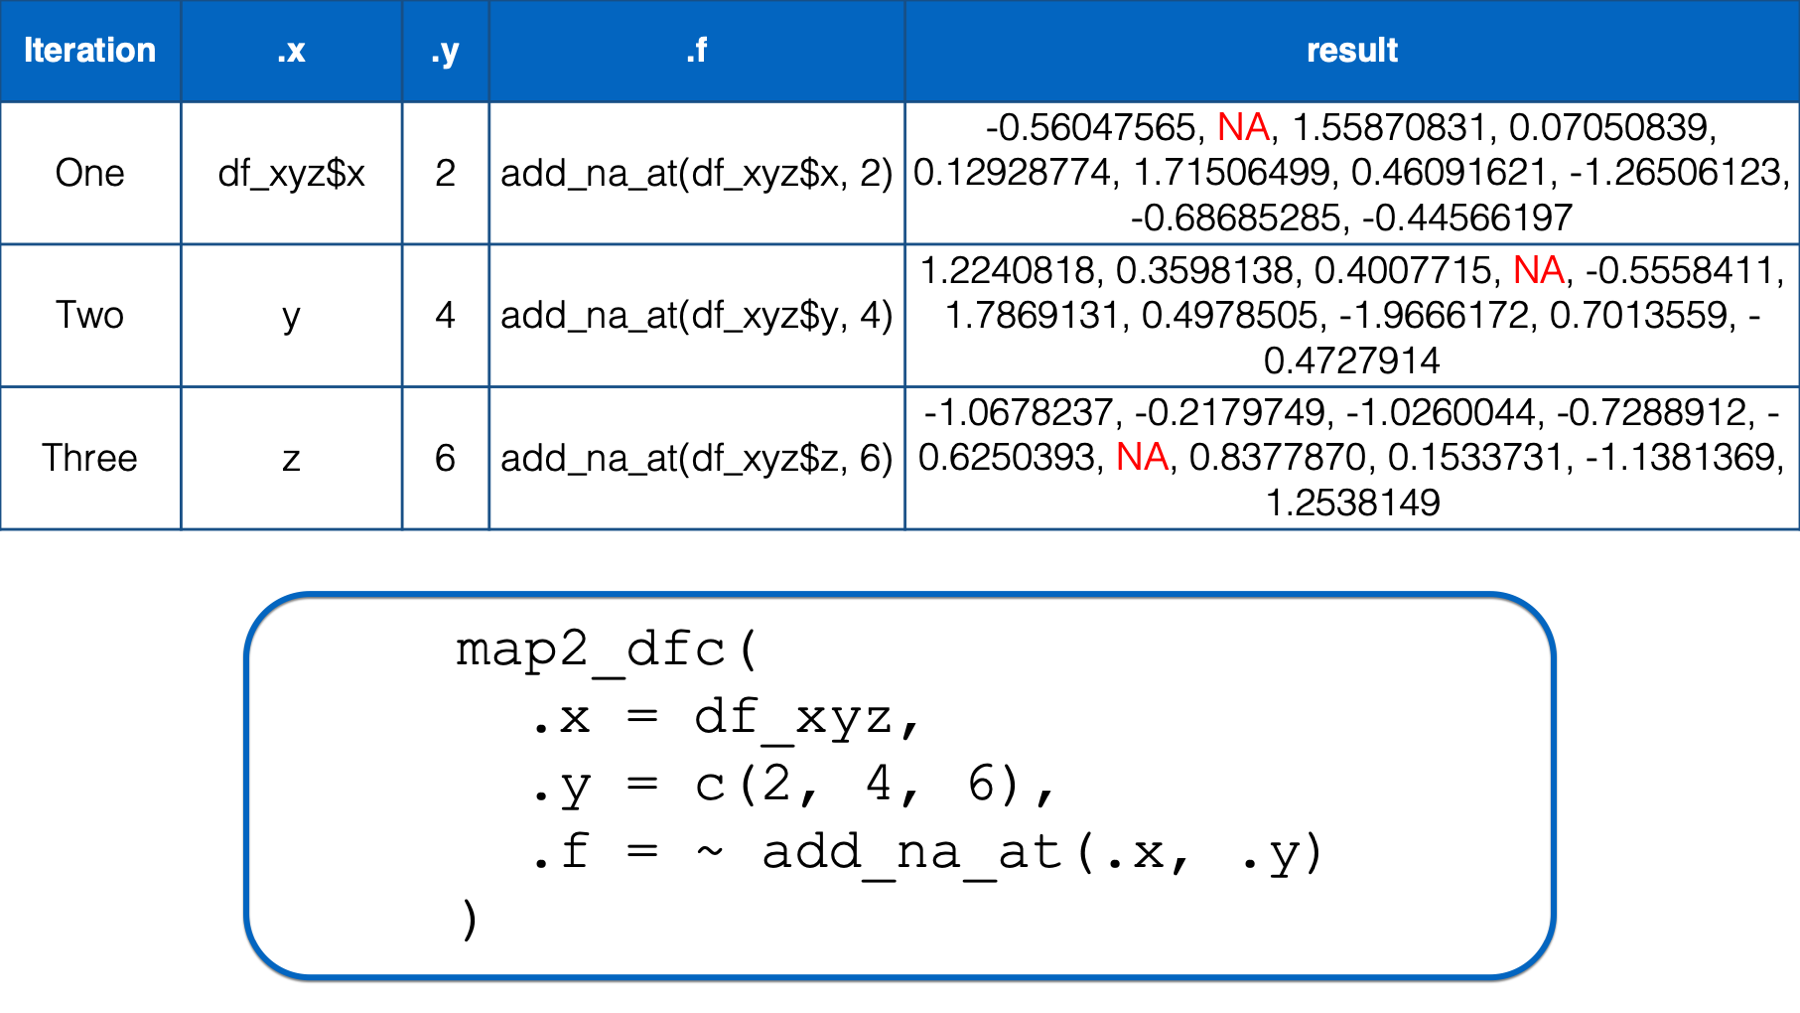 Iteration .x .y .f result
One df_xyz$x 2 add_na_at(df_xyz$x, 2) -0.56047565, NA, 1.55870831, 0.07050839,
0.12928774, 1.71506499, 0.46091621, -1.26506123,
-0.68685285, -0.44566197
Two y 4 add_na_at(df_xyz$y, 4) 1.2240818, 0.3598138, 0.4007715, NA, -0.5558411,
1.7869131, 0.4978505, -1.9666172, 0.7013559, -
0.4727914
Three z 6 add_na_at(df_xyz$z, 6) -1.0678237, -0.2179749, -1.0260044, -0.7288912, -
0.6250393, NA, 0.8377870, 0.1533731, -1.1381369,
1.2538149
map2_dfc(
.x = df_xyz,
.y = c(2, 4, 6),
.f = ~ add_na_at(.x, .y)
)